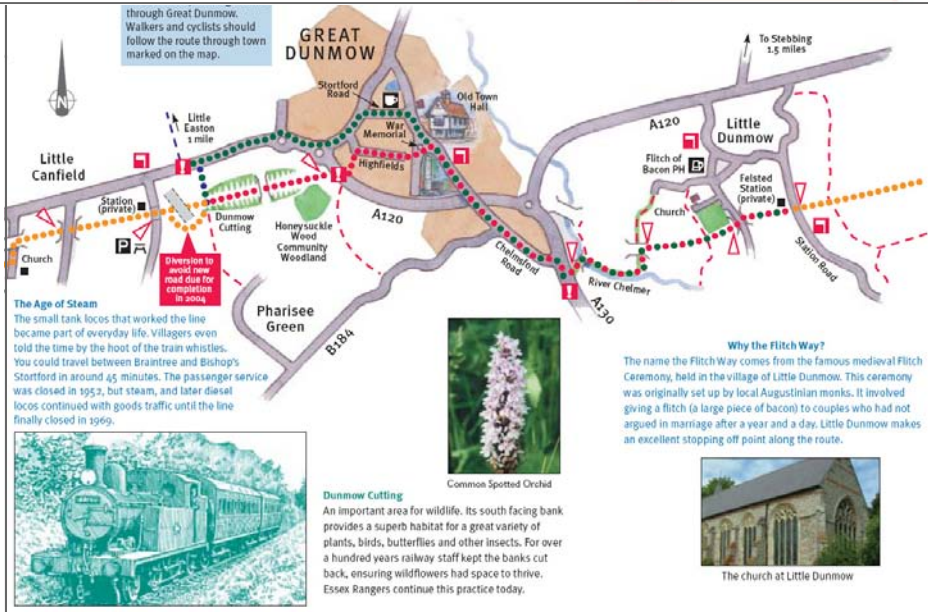 through Great Dunmow.
Walkers and cyclists should
follow the route through town
marked on the map.
GREAT
DUNMOW
To Stebbing
1.5 miles
Stortford
Road
Old Town
Hall
War
Memorial
N
Little
Easton
1 mile
A120
Little
Dunmow
Little
Canfield
Highfields
Flitch of
Bacon PH
Felsted
Station
(private)
Station
(private)
Church
A120
Dunmow
Cutting
Honeysuckle
Wood
Community
Woodland
P
Church
Chelmsford
Road
Station Road
Diversion to
avoid new
road due for
completion
in 2004
River Chelmer
A130
Pharisee
Green
B184
The Age of Steam
The small tank locos that worked the line
became part of everyday life. Villagers even
told the time by the hoot of the train whistles.
You could travel between Braintree and Bishop's
Stortford in around 45 minutes. The passenger service
was closed in 1952, but steam, and later diesel
locos continued with goods traffic until the line
finally closed in 1969.
Why the Flitch Way?
The name the Flitch Way comes from the famous medieval Flitch
Ceremony, held in the village of Little Dunmow. This ceremony
was originally set up by local Augustinian monks. It involved
giving a flitch (a large piece of bacon) to couples who had not
argued in marriage after a year and a day. Little Dunmow makes
an excellent stopping off point along the route.
Common Spotted Orchid
Dunmow Cutting
An important area for wildlife. Its south facing bank
provides a superb habitat for a great variety of
plants, birds, butterflies and other insects. For over
a hundred years railway staff kept the banks cut
back, ensuring wildflowers had space to thrive.
Essex Rangers continue this practice today.
The church at Little Dunmow